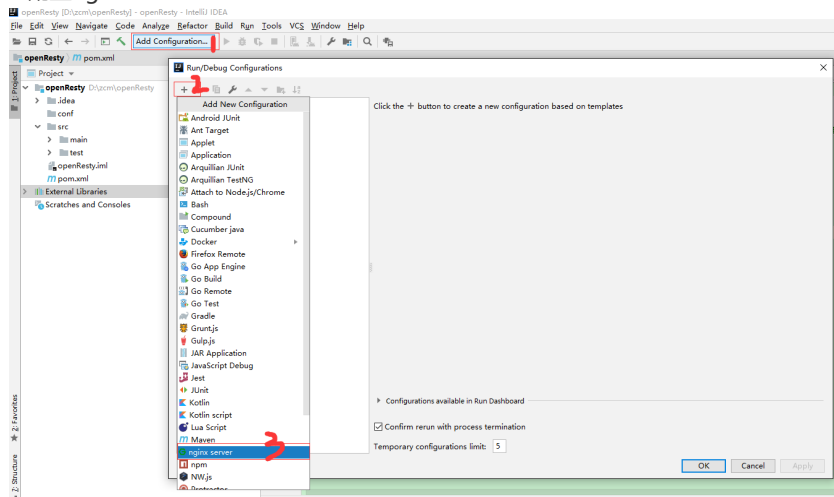 openResty [D:\zcm\openResty] - openResty - IntelliJ IDEA
File Edit View Navigate Code Analyze Refactor Build Run Tools VCS Window Help
Add Configuration... 1
openResty pom.xml
Run/Debug Configurations
1: Project
Project
2
openResty D:\zcm\openResty
.idea
conf
src
main
test
openResty.iml
pom.xml
External Libraries
Scratches and Consoles
Add New Configuration
Click the + button to create a new configuration based on templates
Android JUnit
Ant Target
Applet
Application
Arquillian JUnit
Arquillian TestNG
Attach to Node.js/Chrome
Bash
Compound
Cucumber java
Docker
Firefox Remote
Go App Engine
Go Build
Go Remote
Go Test
Gradle
Grunt.js
Gulp.js
JAR Application
JavaScript Debug
Jest
JUnit
Kotlin
Kotlin script
Lua Script
Maven
nginx server 3
npm
NW.js
Protractor
Configurations available in Run Dashboard
Confirm rerun with process termination
Temporary configurations limit: 5
OK Cancel Apply
2: Favorites
Z: Structure